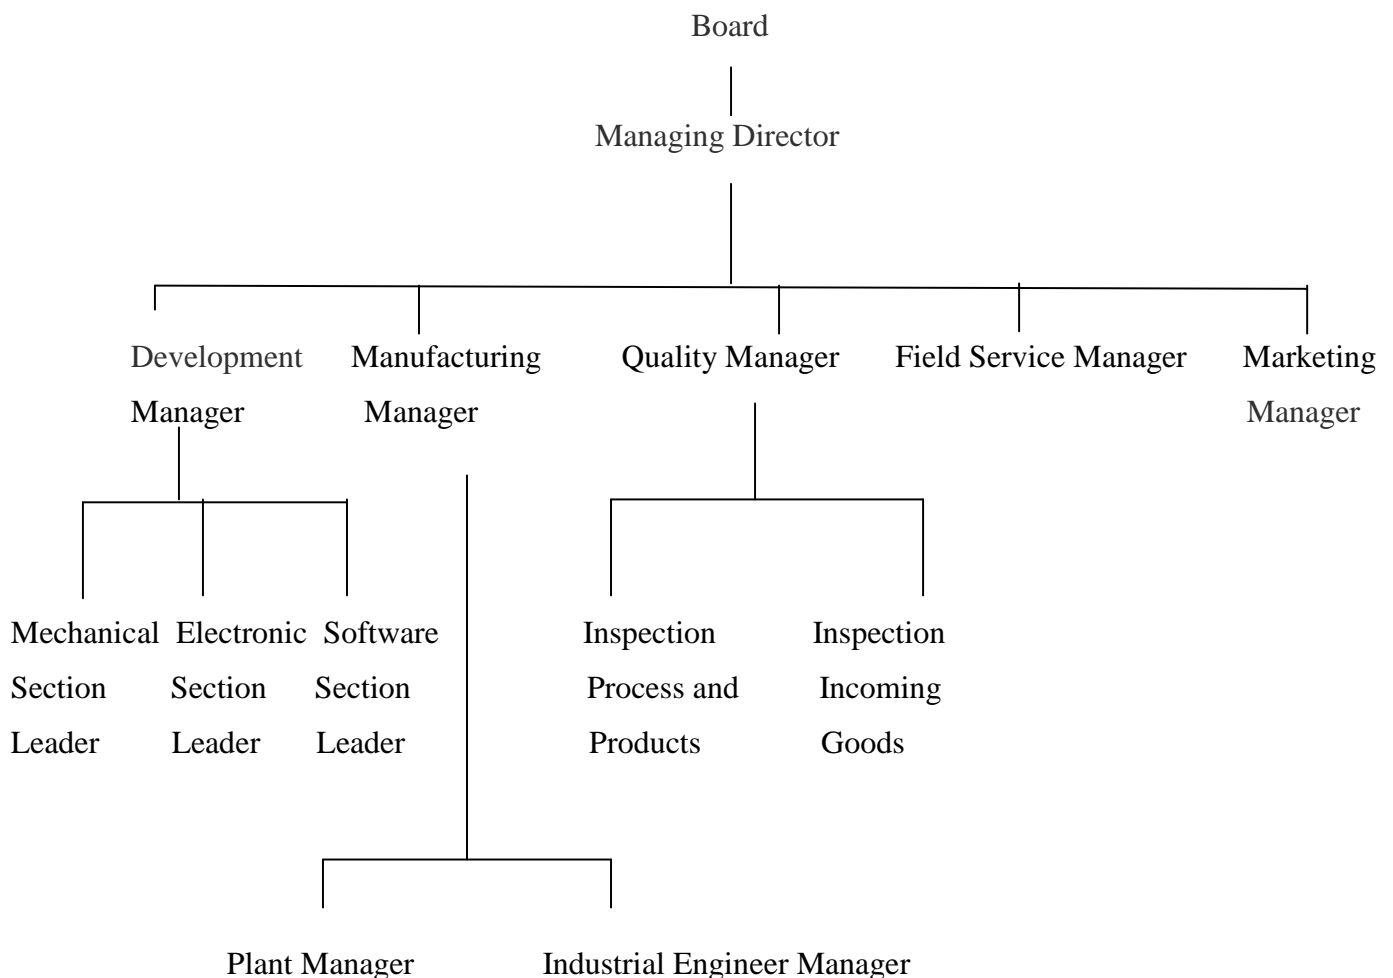 Board
Managing Director
Development Manufacturing Quality Manager Field Service Manager Marketing
Manager Manager Manager
Mechanical Electronic Software Inspection Inspection
Section Section Section Process and Incoming
Leader Leader Leader Products Goods
Plant Manager Industrial Engineer Manager